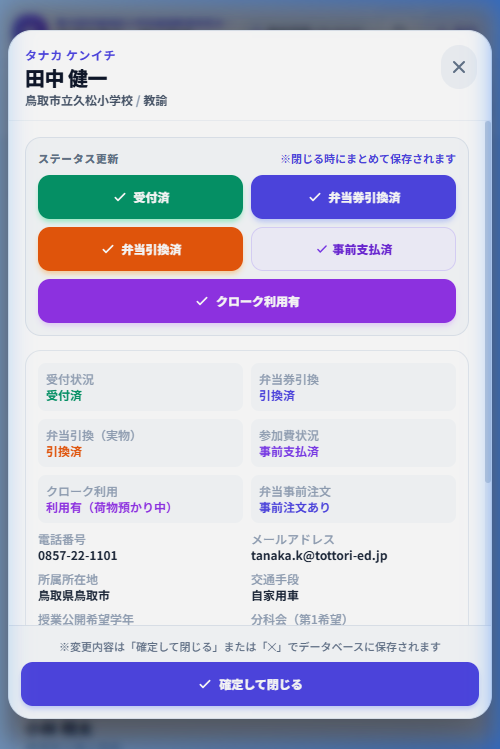 タナカ ケンイチ
田中 健一
鳥取市立久松小学校 / 教諭
ステータス更新
※閉じる時にまとめて保存されます
受付済
弁当券引換済
弁当引換済
事前支払済
クローク利用有
受付状況
受付済
弁当券引換
引換済
弁当引換（実物）
引換済
参加費状況
事前支払済
クローク利用
利用有（荷物預かり中）
弁当事前注文
事前注文あり
電話番号
0857-22-1101
メールアドレス
tanaka.k@tottori-ed.jp
所属所在地
鳥取県鳥取市
交通手段
自家用車
授業公開希望学年
分科会（第1希望）
※変更内容は「確定して閉じる」または「×」でデータベースに保存されます
確定して閉じる